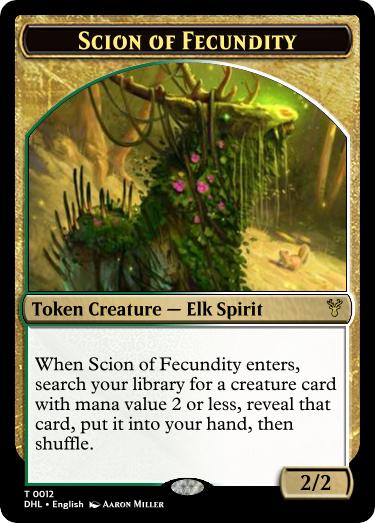 Scion of Fecundity
Token Creature — Elk Spirit
When Scion of Fecundity enters,
search your library for a creature card
with mana value 2 or less, reveal that
card, put it into your hand, then
shuffle.
2/2
T 0012
DHL • English Aaron Miller